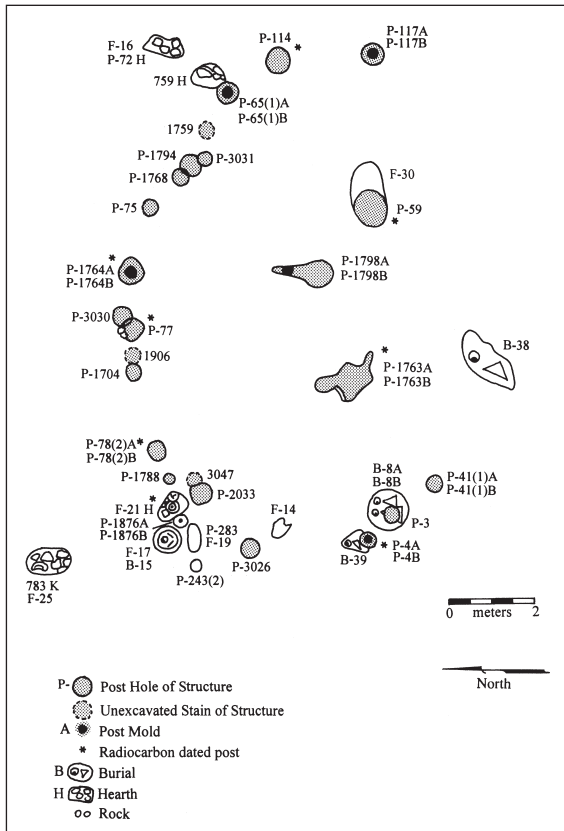 F-16
P-72 H
P-114 *
P-117A
P-117B
759 H
P-65(1)A
P-65(1)B
1759
P-1794
P-3031
P-1768
F-30
P-75
P-59
*
*
P-1764A
P-1764B
P-1798A
P-1798B
P-3030
*
P-77
B-38
1906
P-1704
*
P-1763A
P-1763B
P-78(2)A *
P-78(2)B
P-1788
3047
B-8A
B-8B
P-41(1)A
P-41(1)B
P-2033
*
F-21 H
F-14
P-3
P-1876A
P-1876B
P-283
F-19
F-17
B-15
P-3026
B-39
* P-4A
P-4B
783 K
F-25
P-243(2)
0 meters 2
North
P- Post Hole of Structure
Unexcavated Stain of Structure
A Post Mold
* Radiocarbon dated post
B Burial
H Hearth
Rock